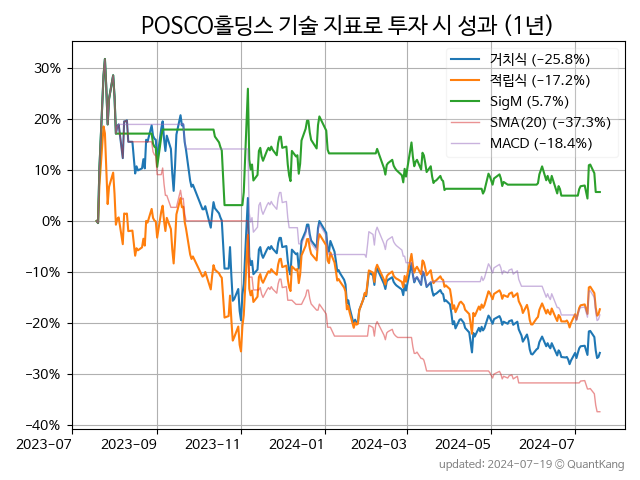 POSCO홀딩스 기술 지표로 투자 시 성과 (1년)
거치식 (−25.8%)
적립식 (−17.2%)
SigM (5.7%)
SMA(20) (−37.3%)
MACD (−18.4%)
30%
20%
10%
0%
−10%
−20%
−30%
−40%
2023-07 2023-09 2023-11 2024-01 2024-03 2024-05 2024-07
updated: 2024-07-19 © QuantKang